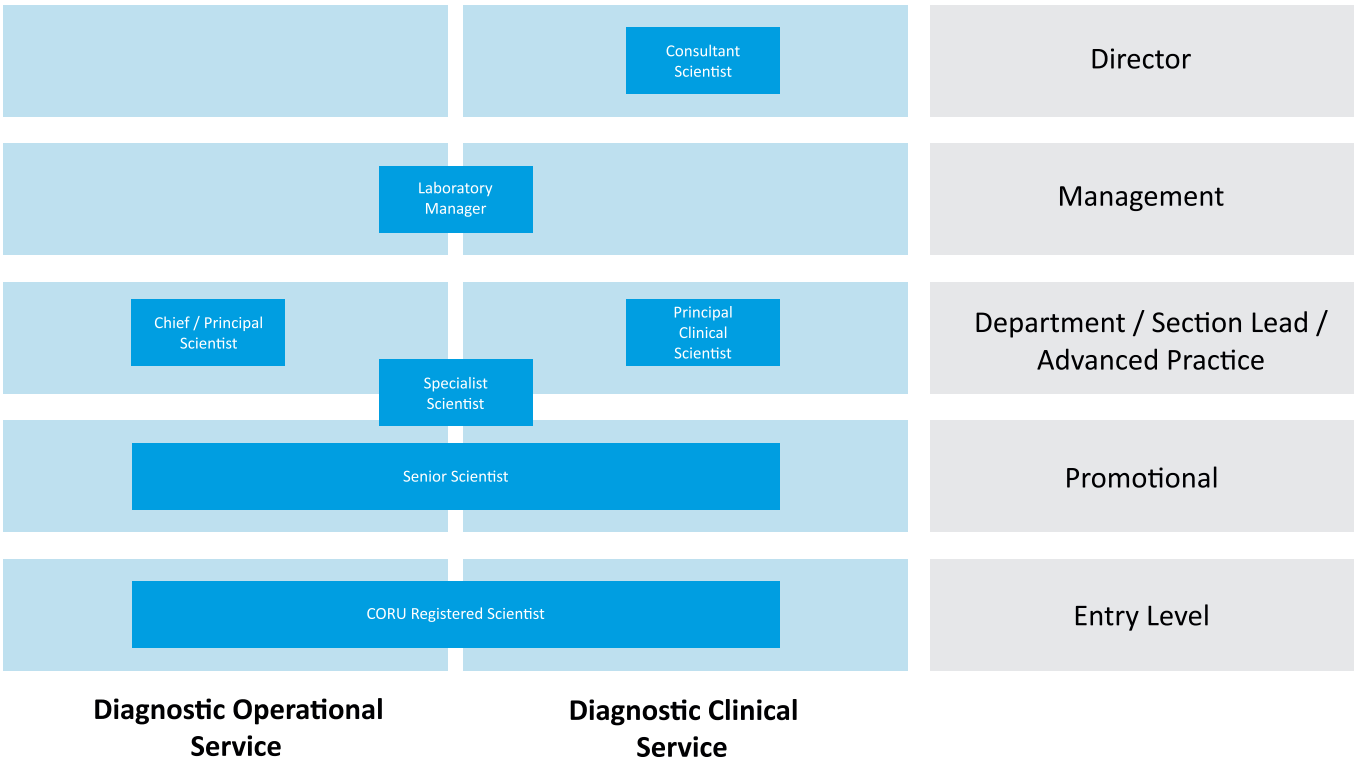 Consultant
Scientist
Director
Laboratory
Manager
Management
Chief / Principal
Scientist
Principal
Clinical
Scientist
Department / Section Lead /
Advanced Practice
Specialist
Scientist
Senior Scientist
Promotional
CORU Registered Scientist
Entry Level
Diagnostic Operational
Service
Diagnostic Clinical
Service